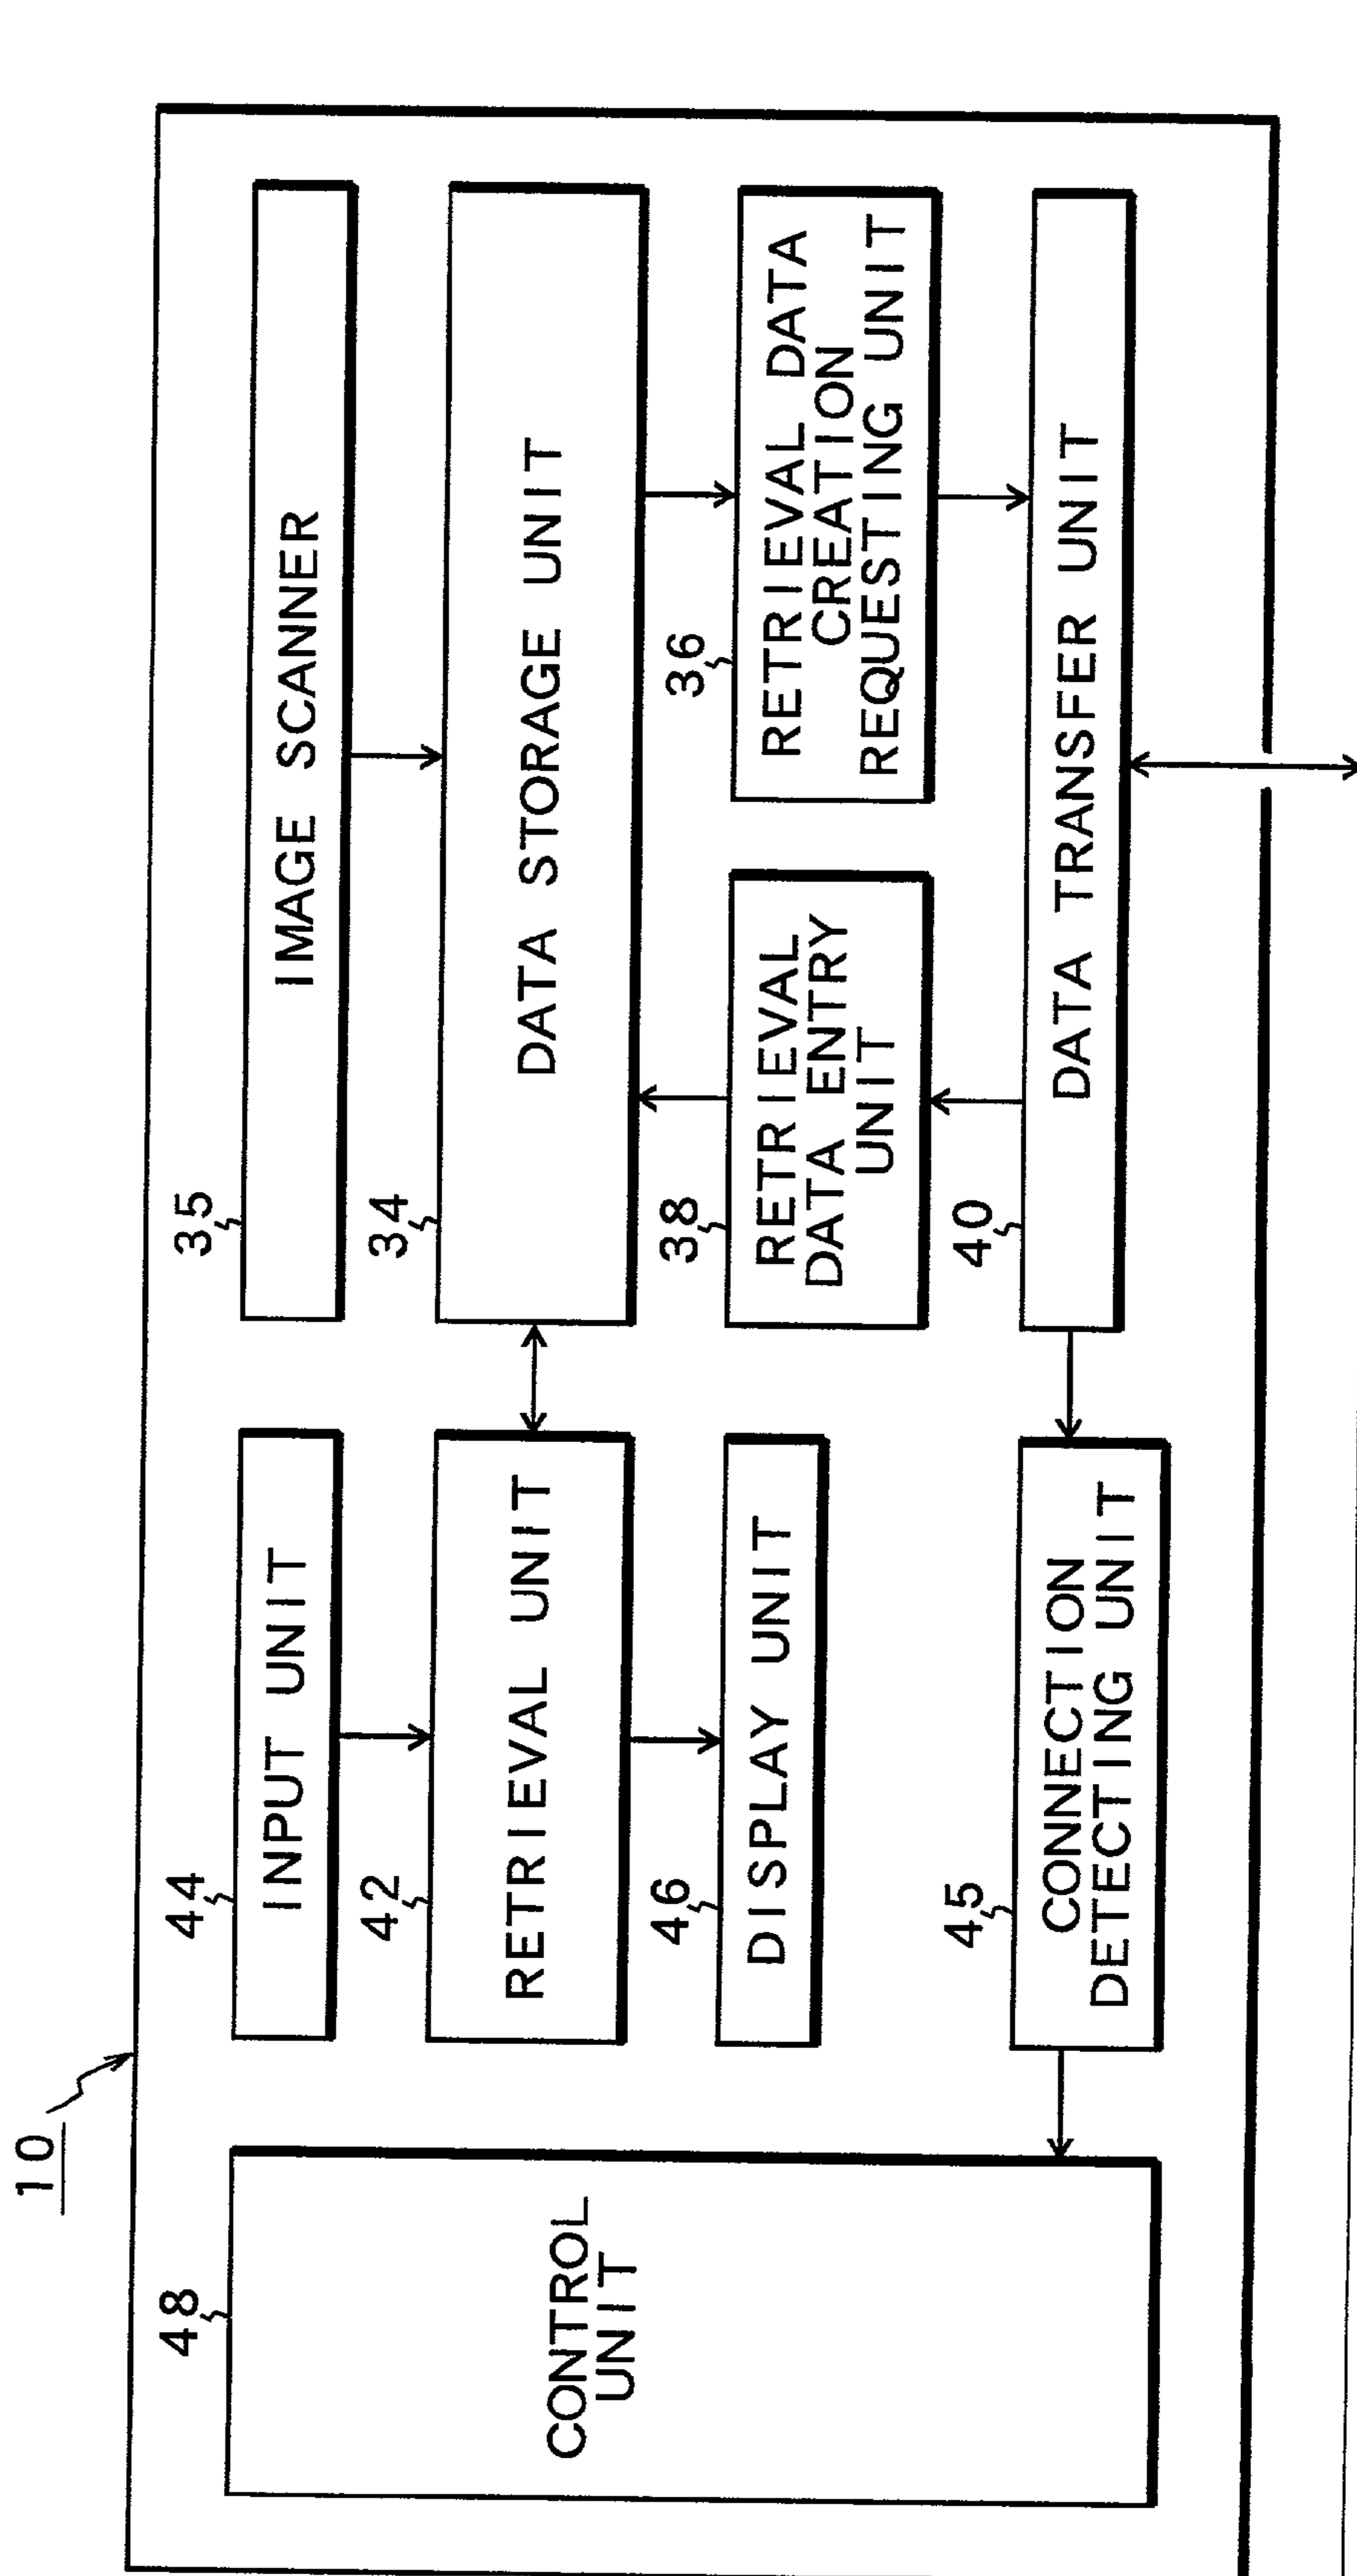 10
48
CONTROL
UNIT
44
INPUT UNIT
42
RETRIEVAL UNIT
46
DISPLAY UNIT
45
CONNECTION
DETECTING UNIT
35
IMAGE SCANNER
34
DATA STORAGE UNIT
38
RETRIEVAL
DATA ENTRY
UNIT
36
RETRIEVAL DATA
CREATION
REQUESTING UNIT
40
DATA TRANSFER UNIT